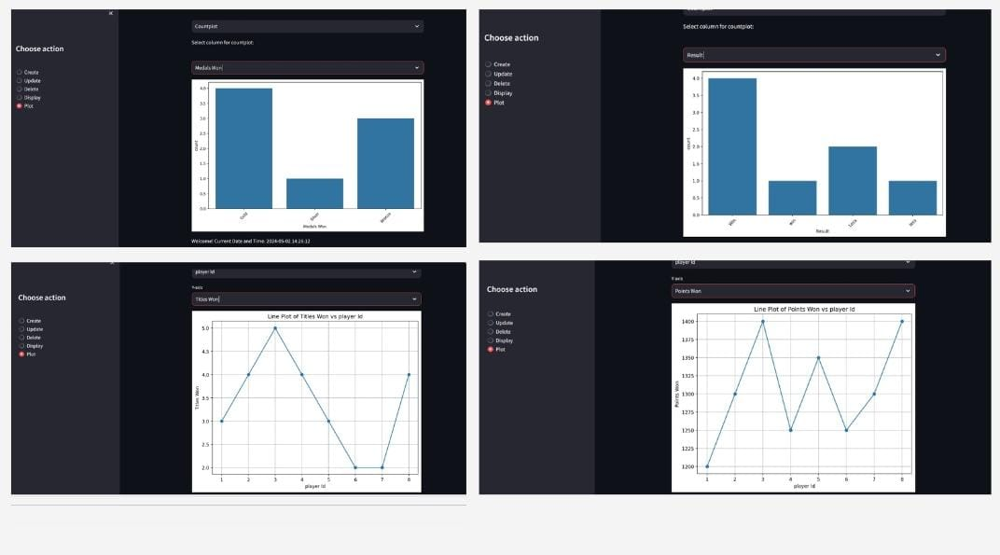 Choose action
Create
Update
Delete
Display
Plot
Countplot
Select column for countplot:
Medals Won
4.0
3.5
3.0
2.5
2.0
1.5
1.0
0.5
0.0
count
Gold
Silver
Bronze
Medals Won
Welcome! Current Date and Time: 2024-05-02 14:26:12
Choose action
Create
Update
Delete
Display
Plot
Select column for countplot:
Result
4.0
3.5
3.0
2.5
2.0
1.5
1.0
0.5
0.0
count
Win
win
Loss
Result
Choose action
Create
Update
Delete
Display
Plot
player Id
Y-axis
Titles Won
Line Plot of Titles Won vs player Id
5.0
4.5
4.0
3.5
3.0
2.5
2.0
Titles Won
1 2 3 4 5 6 7 8
player Id
Choose action
Create
Update
Delete
Display
Plot
player Id
Y-axis
Points Won
Line Plot of Points Won vs player Id
1400
1375
1350
1325
1300
1275
1250
1225
1200
Points Won
1 2 3 4 5 6 7 8
player Id